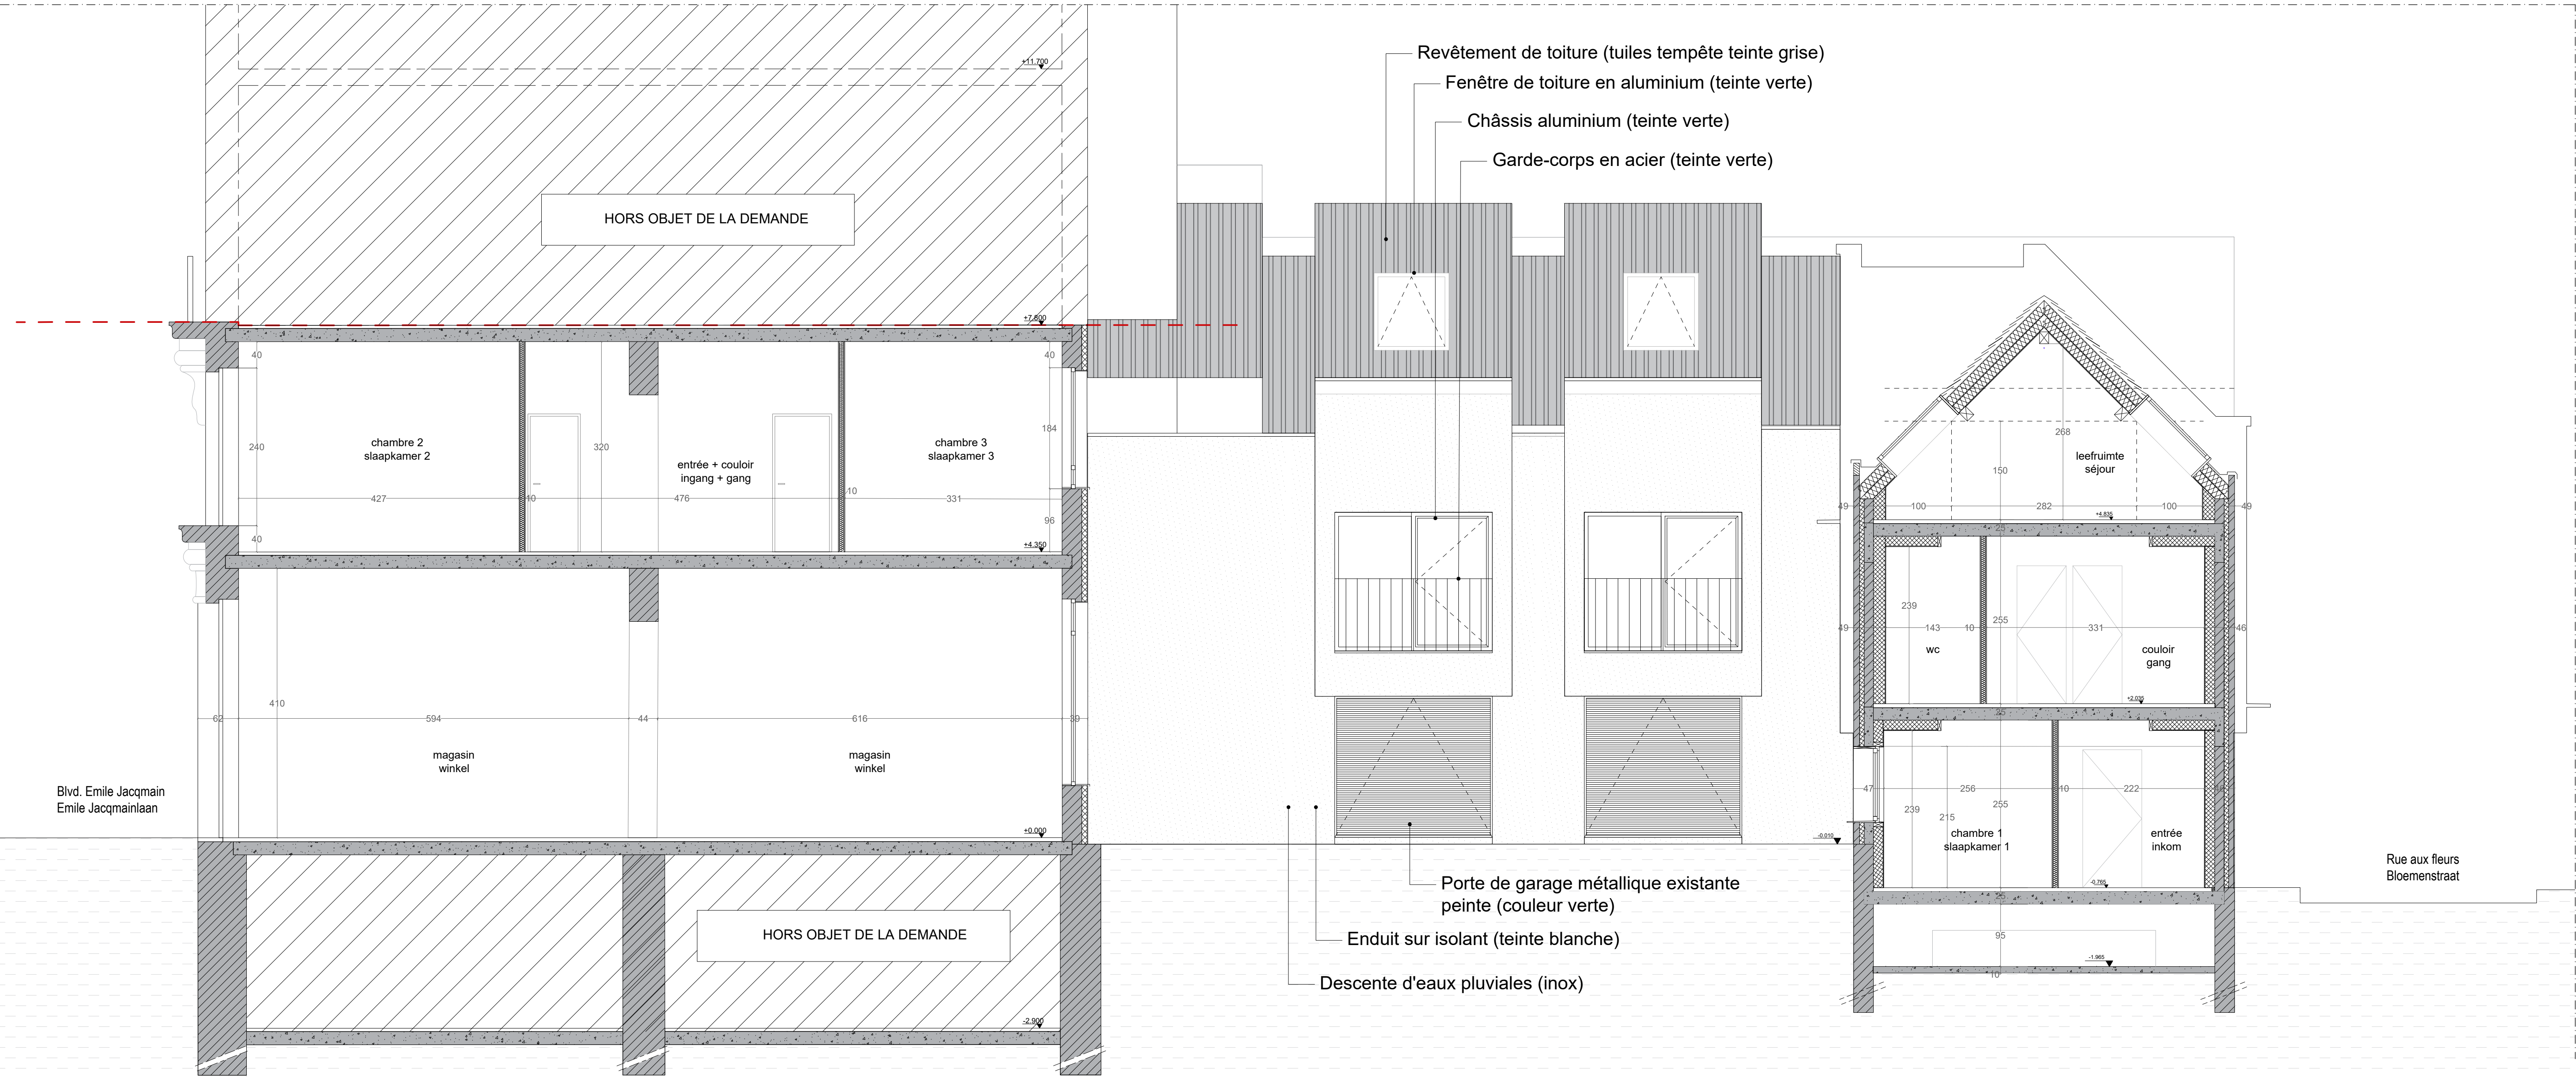 Revêtement de toiture (tuiles tempête teinte grise)
Fenêtre de toiture en aluminium (teinte verte)
Châssis aluminium (teinte verte)
Garde-corps en acier (teinte verte)
+11.700
HORS OBJET DE LA DEMANDE
+7.800
40
40
240
chambre 2
slaapkamer 2
320
entrée + couloir
ingang + gang
chambre 3
slaapkamer 3
184
427
10
476
10
331
96
40
+4.350
410
62
594
44
616
39
magasin
winkel
magasin
winkel
Blvd. Emile Jacqmain
Emile Jacqmainlaan
+0.000
HORS OBJET DE LA DEMANDE
-2.900
268
leefruimte
séjour
150
49
100
282
100
49
+4.835
25
239
255
49
143
10
331
46
wc
couloir
gang
+2.035
25
47
256
10
222
239
215
255
chambre 1
slaapkamer 1
entrée
inkom
-0.010
-0.765
25
95
-1.965
10
Rue aux fleurs
Bloemenstraat
Porte de garage métallique existante
peinte (couleur verte)
Enduit sur isolant (teinte blanche)
Descente d'eaux pluviales (inox)